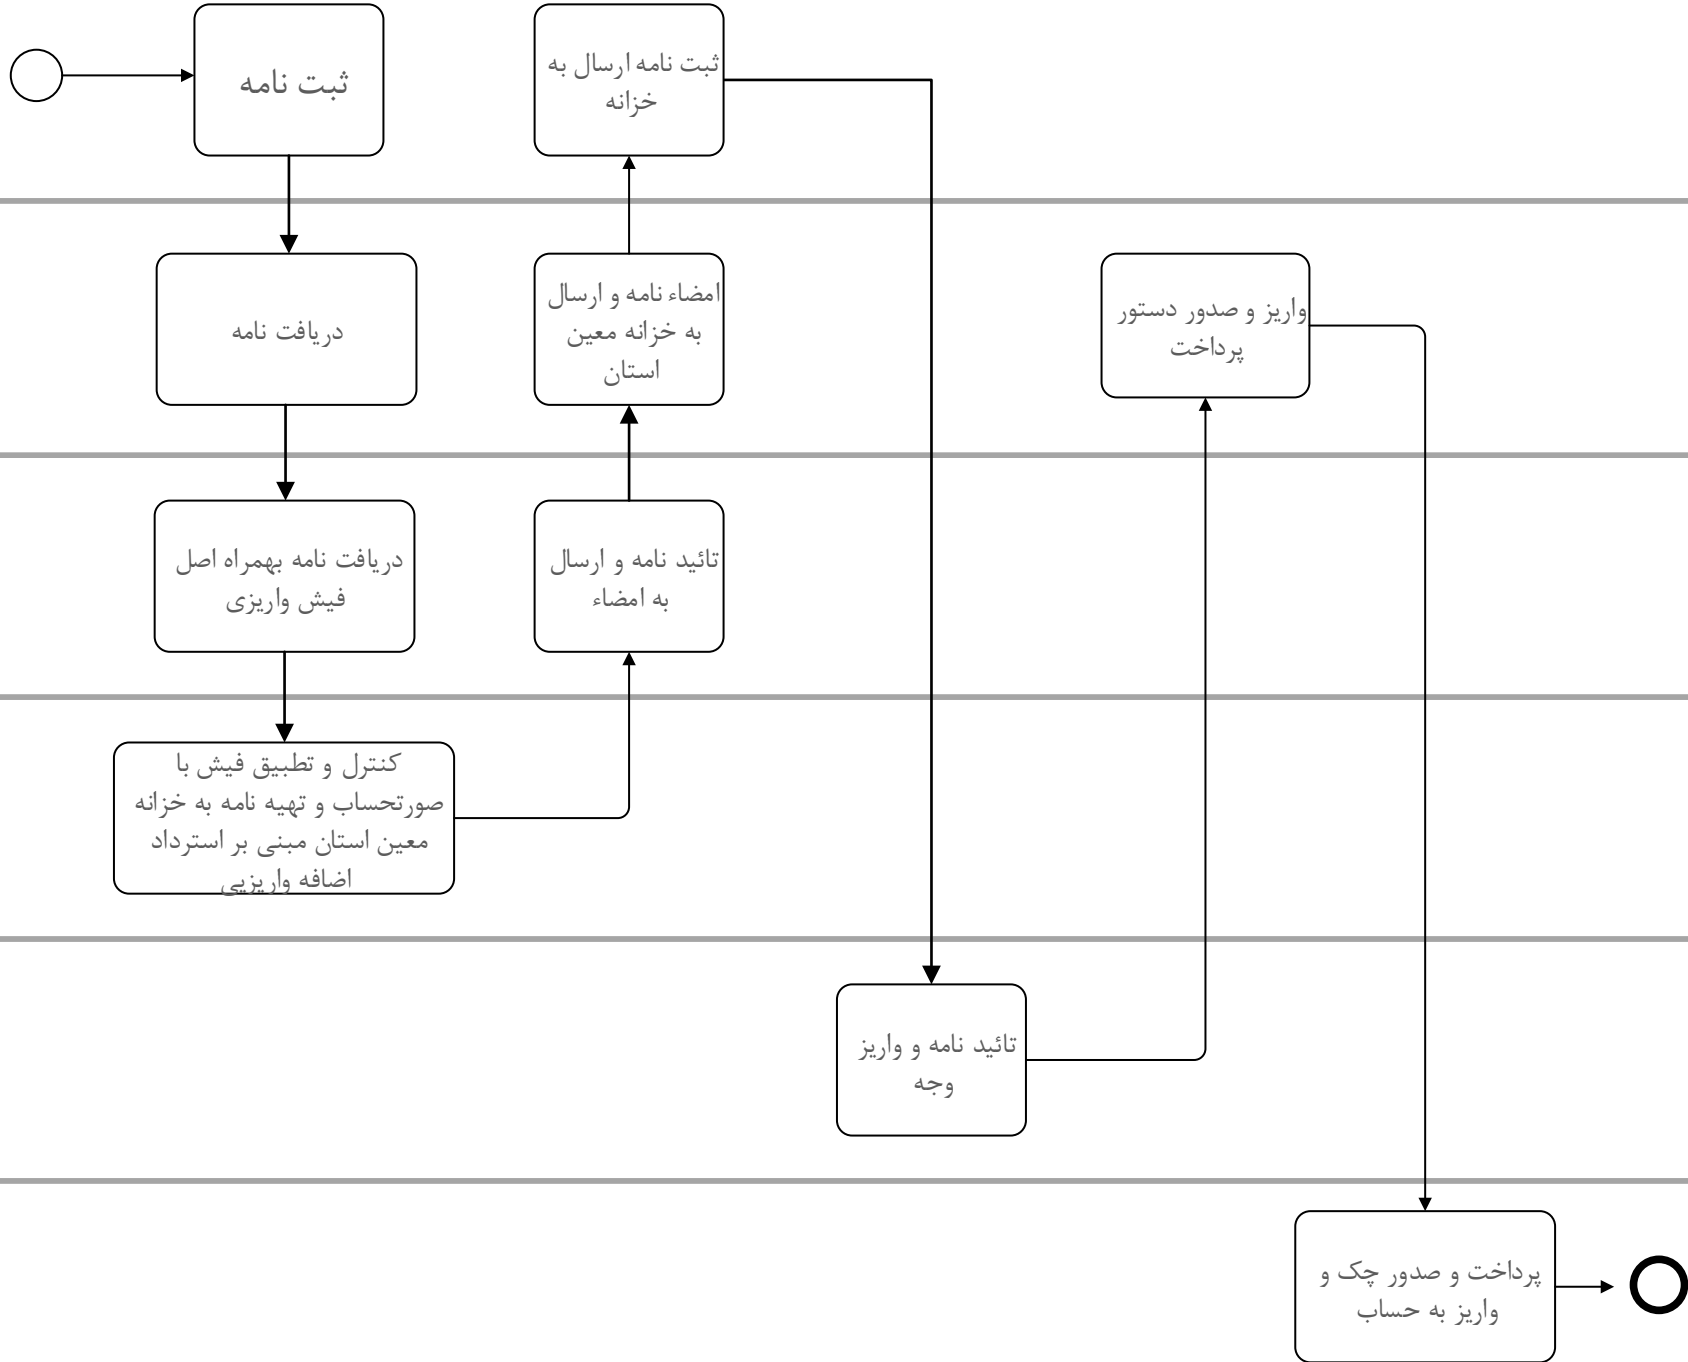 ثبت نامه
ثبت نامه ارسال به
خزانه
دریافت نامه
امضاء نامه و ارسال
به خزانه معین
استان
واریز و صدور دستور
پرداخت
دریافت نامه بهمراه اصل
فیش واریزی
تائید نامه و ارسال
به امضاء
کنترل و تطبیق فیش با
صورتحساب و تهیه نامه به خزانه
معین استان مبنی بر استرداد
اضافه واریزیی
تائید نامه و واریز
وجه
پرداخت و صدور چک و
واریز به حساب